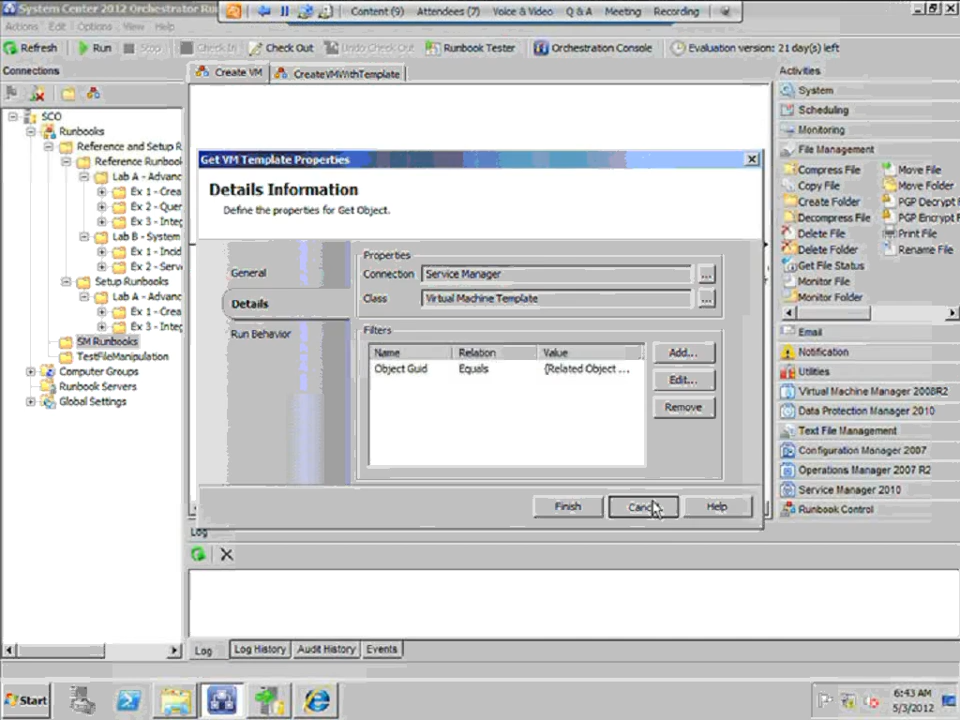 System Center 2012 Orchestrator Ru
Content (9) Attendees (7) Voice & Video Q & A Meeting Recording
Actions Edit Options View Help
Refresh Run Stop Check In Check Out Undo Check Out Runbook Tester Orchestration Console Evaluation version: 21 day(s) left
Connections
Create VM
CreateVMWithTemplate
Activities
SCO
Runbooks
Reference and Setup R
Reference Runbook
Lab A - Advanc
Ex 1 - Crea
Ex 2 - Quer
Ex 3 - Integ
Lab B - System
Ex 1 - Incid
Ex 2 - Serv
Setup Runbooks
Lab A - Advanc
Ex 1 - Crea
Ex 3 - Integ
SM Runbooks
TestFileManipulation
Computer Groups
Runbook Servers
Global Settings
Get VM Template Properties
Details Information
Define the properties for Get Object.
General
Details
Run Behavior
Properties
Connection Service Manager ...
Class Virtual Machine Template ...
Filters
Name Relation Value
Object Guid Equals {Related Object ...
Add...
Edit...
Remove
Finish Cancel Help
System
Scheduling
Monitoring
File Management
Compress File Move File
Copy File Move Folder
Create Folder PGP Decrypt F
Decompress File PGP Encrypt F
Delete File Print File
Delete Folder Rename File
Get File Status
Monitor File
Monitor Folder
Email
Notification
Utilities
Virtual Machine Manager 2008R2
Data Protection Manager 2010
Text File Management
Configuration Manager 2007
Operations Manager 2007 R2
Service Manager 2010
Runbook Control
Log
Log Log History Audit History Events
Start
6:43 AM
5/3/2012